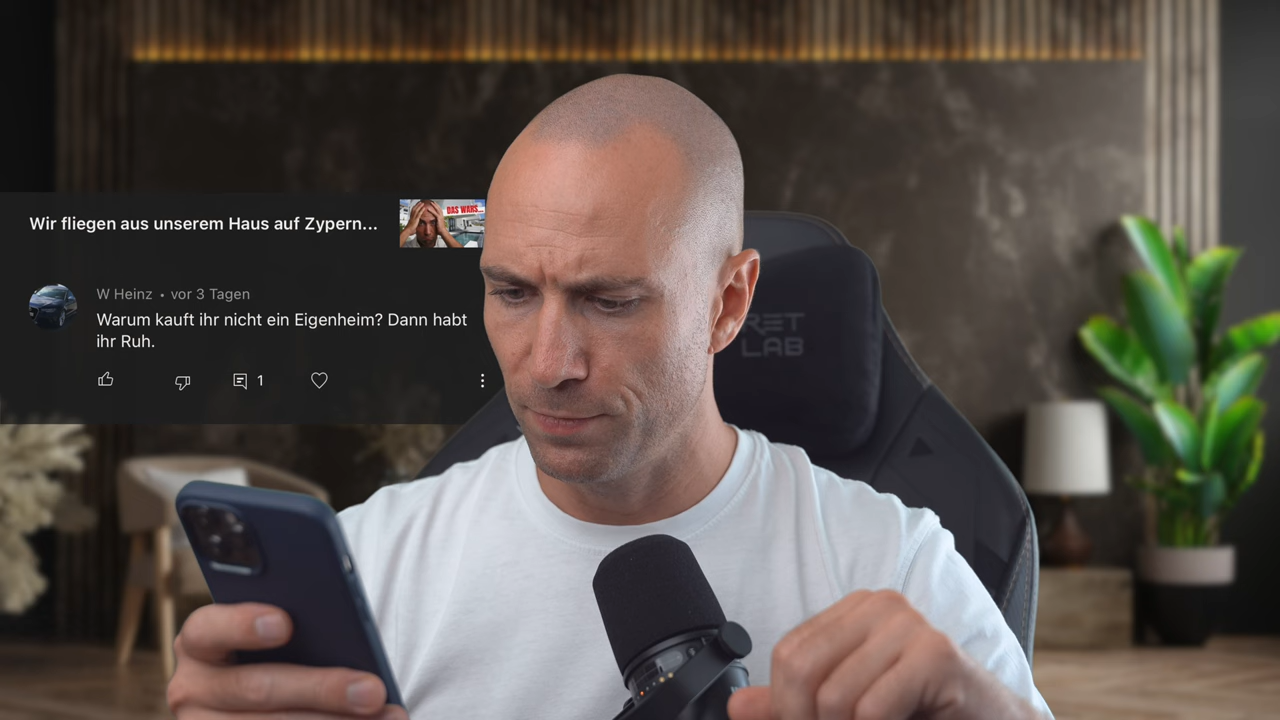 Wir fliegen aus unserem Haus auf Zypern...
DAS WARS...
W Heinz • vor 3 Tagen
Warum kauft ihr nicht ein Eigenheim? Dann habt
ihr Ruh.
1
RET
LAB